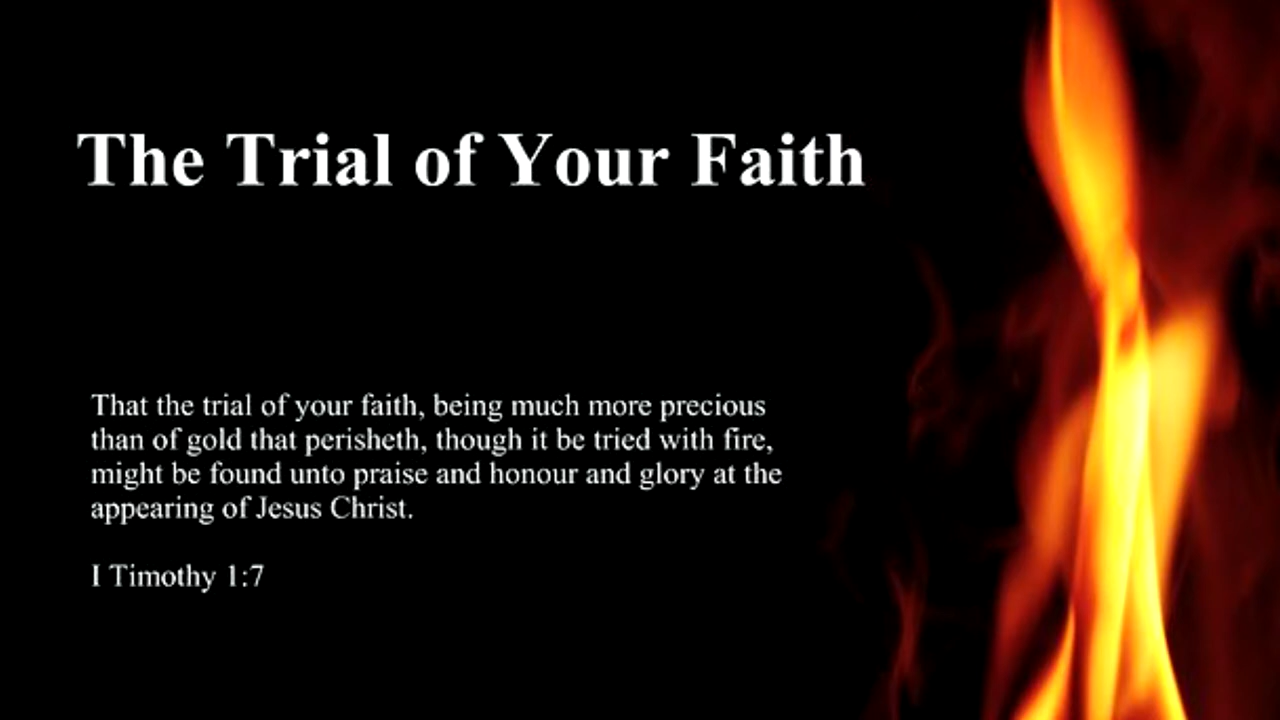 The Trial of Your Faith
That the trial of your faith, being much more precious
than of gold that perisheth, though it be tried with fire,
might be found unto praise and honour and glory at the
appearing of Jesus Christ.
I Timothy 1:7